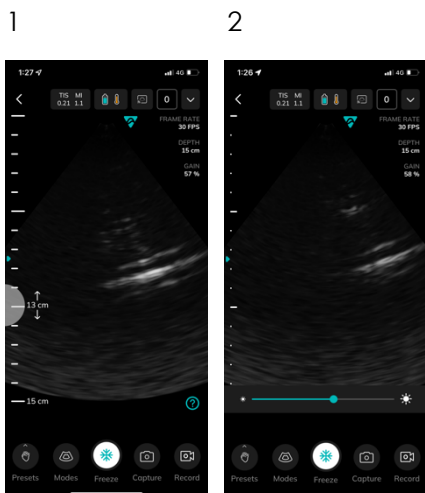 1
2
1:27
4G
TIS MI
0.21 1.1
0
FRAME RATE
30 FPS
DEPTH
15 cm
GAIN
57 %
13 cm
15 cm
?
Presets
Modes
Freeze
Capture
Record
1:26
4G
TIS MI
0.21 1.1
0
FRAME RATE
30 FPS
DEPTH
15 cm
GAIN
58 %
Presets
Modes
Freeze
Capture
Record